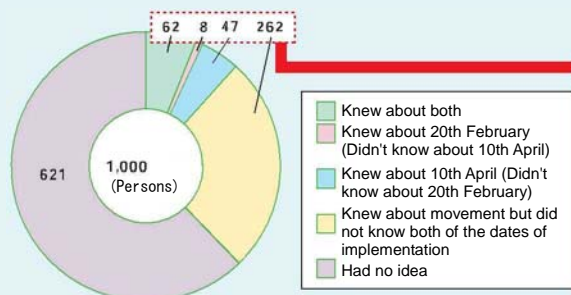 62 8 47 262
621
1,000
(Persons)
Knew about both
Knew about 20th February
(Didn't know about 10th April)
Knew about 10th April (Didn't
know about 20th February)
Knew about movement but did
not know both of the dates of
implementation
Had no idea